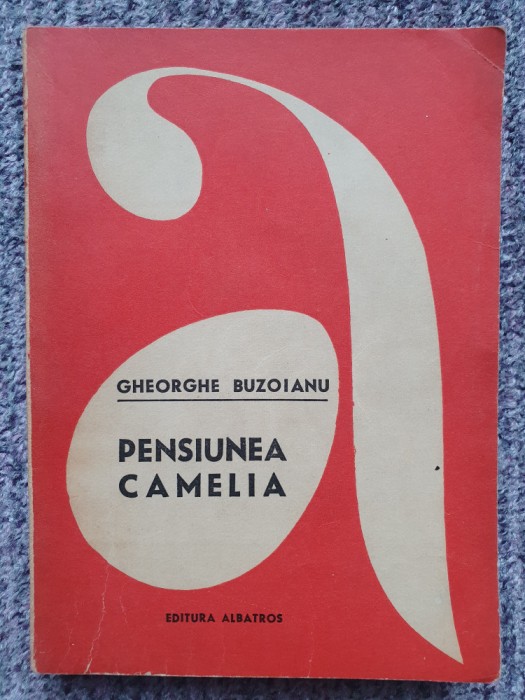 a
GHEORGHE BUZOIANU
PENSIUNEA
CAMELIA
EDITURA ALBATROS